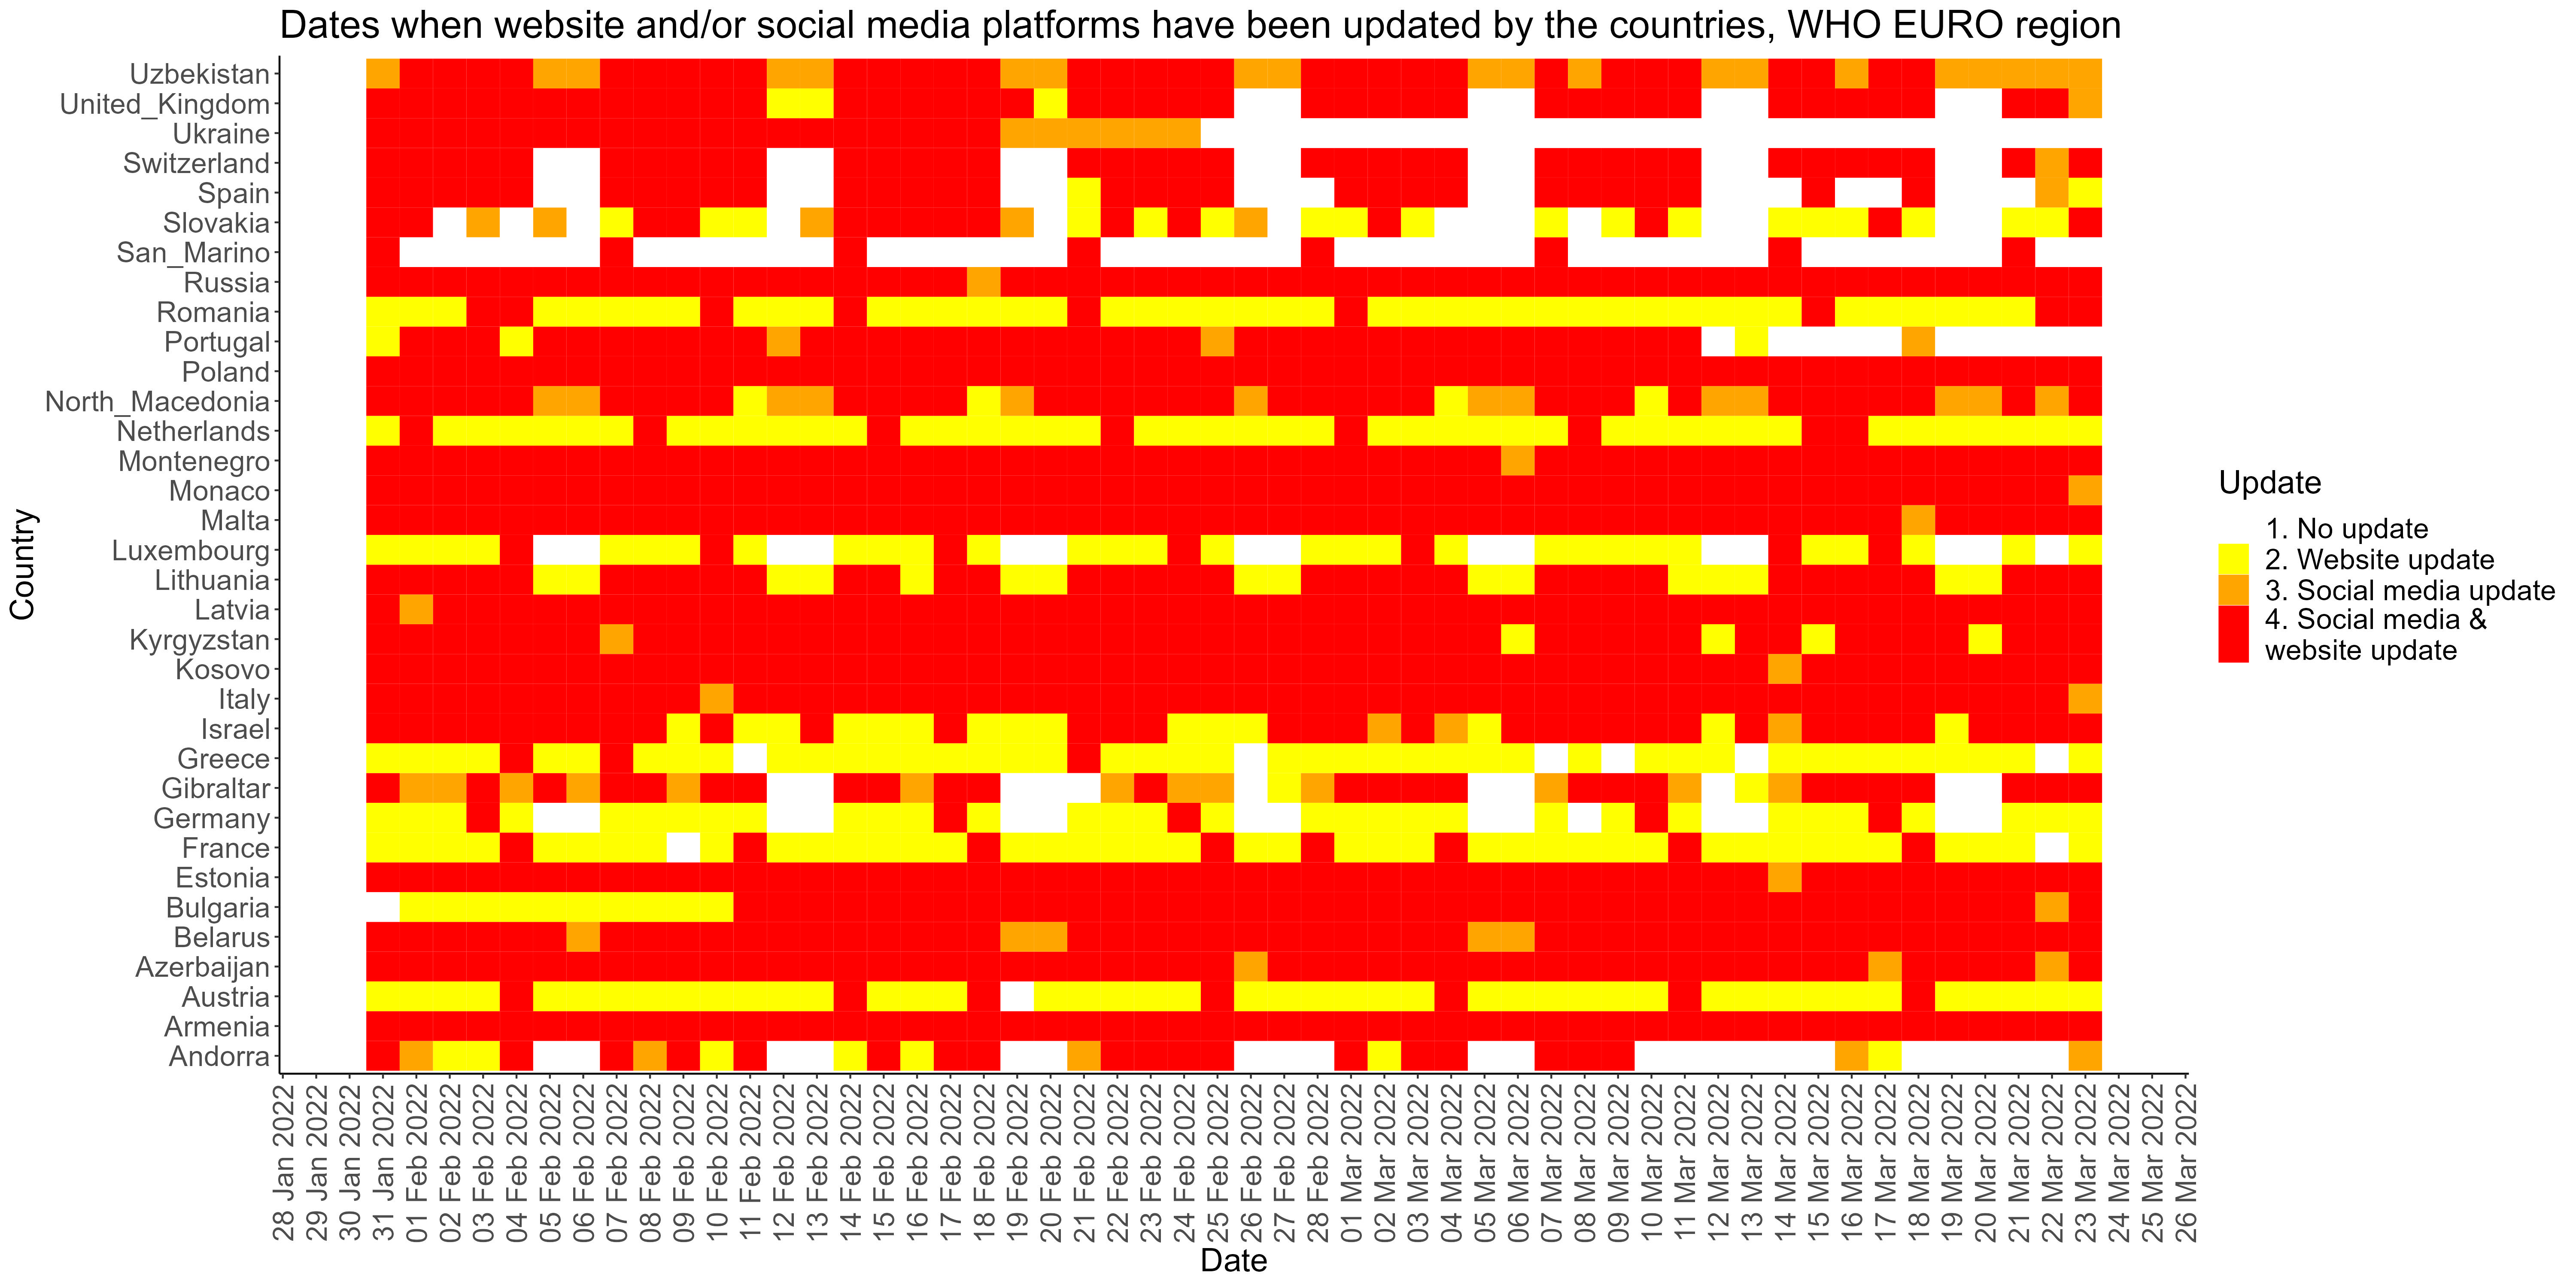 Dates when website and/or social media platforms have been updated by the countries, WHO EURO region
Country
Uzbekistan
United_Kingdom
Ukraine
Switzerland
Spain
Slovakia
San_Marino
Russia
Romania
Portugal
Poland
North_Macedonia
Netherlands
Montenegro
Monaco
Malta
Luxembourg
Lithuania
Latvia
Kyrgyzstan
Kosovo
Italy
Israel
Greece
Gibraltar
Germany
France
Estonia
Bulgaria
Belarus
Azerbaijan
Austria
Armenia
Andorra
28 Jan 2022
29 Jan 2022
30 Jan 2022
31 Jan 2022
01 Feb 2022
02 Feb 2022
03 Feb 2022
04 Feb 2022
05 Feb 2022
06 Feb 2022
07 Feb 2022
08 Feb 2022
09 Feb 2022
10 Feb 2022
11 Feb 2022
12 Feb 2022
13 Feb 2022
14 Feb 2022
15 Feb 2022
16 Feb 2022
17 Feb 2022
18 Feb 2022
19 Feb 2022
20 Feb 2022
21 Feb 2022
22 Feb 2022
23 Feb 2022
24 Feb 2022
25 Feb 2022
26 Feb 2022
27 Feb 2022
28 Feb 2022
01 Mar 2022
02 Mar 2022
03 Mar 2022
04 Mar 2022
05 Mar 2022
06 Mar 2022
07 Mar 2022
08 Mar 2022
09 Mar 2022
10 Mar 2022
11 Mar 2022
12 Mar 2022
13 Mar 2022
14 Mar 2022
15 Mar 2022
16 Mar 2022
17 Mar 2022
18 Mar 2022
19 Mar 2022
20 Mar 2022
21 Mar 2022
22 Mar 2022
23 Mar 2022
24 Mar 2022
25 Mar 2022
26 Mar 2022
Date
Update
1. No update
2. Website update
3. Social media update
4. Social media &
website update